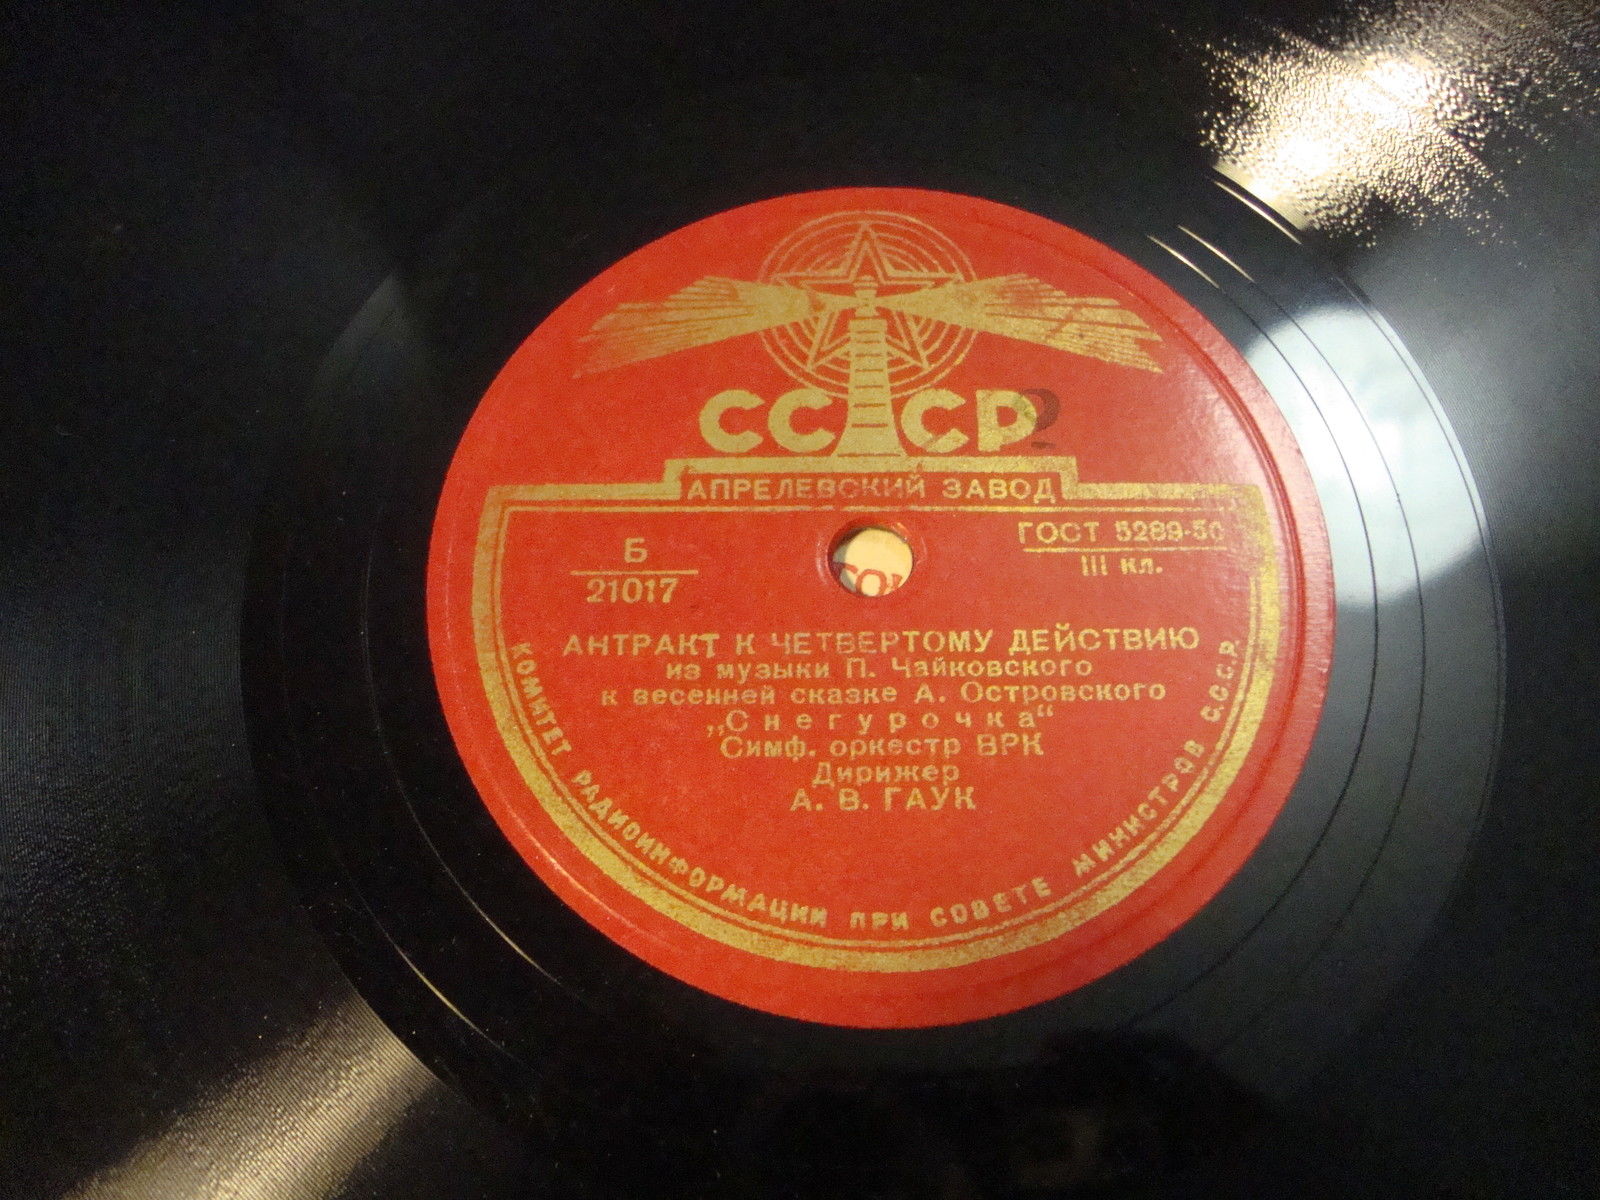 СССР
АПРЕЛЕВСКИЙ ЗАВОД
Б
21017
ГОСТ 5289-50
III кл.
АНТРАКТ К ЧЕТВЕРТОМУ ДЕЙСТВИЮ
из музыки П. Чайковского
к весенней сказке А. Островского
„Снегурочка“
Симф. оркестр ВРК
Дирижер
А. В. ГАУК
КОМИТЕТ РАДИОИНФОРМАЦИИ ПРИ СОВЕТЕ МИНИСТРОВ С.С.С.Р.